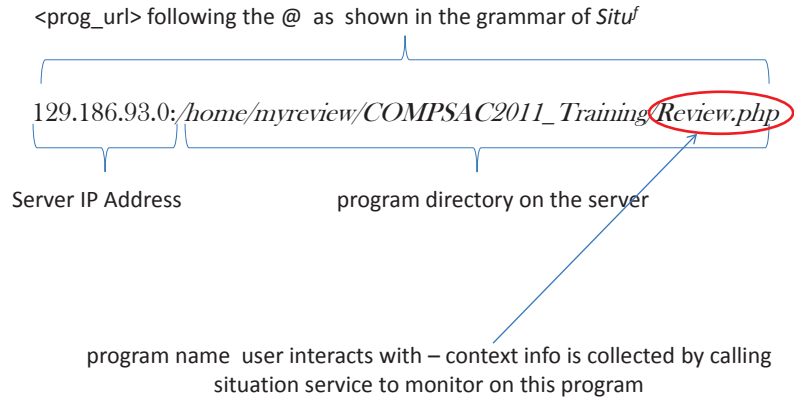 <prog_url> following the @ as shown in the grammar of Situf
129.186.93.0:/home/myreview/COMPSAC2011_Training/Review.php
Server IP Address
program directory on the server
program name user interacts with – context info is collected by calling
situation service to monitor on this program